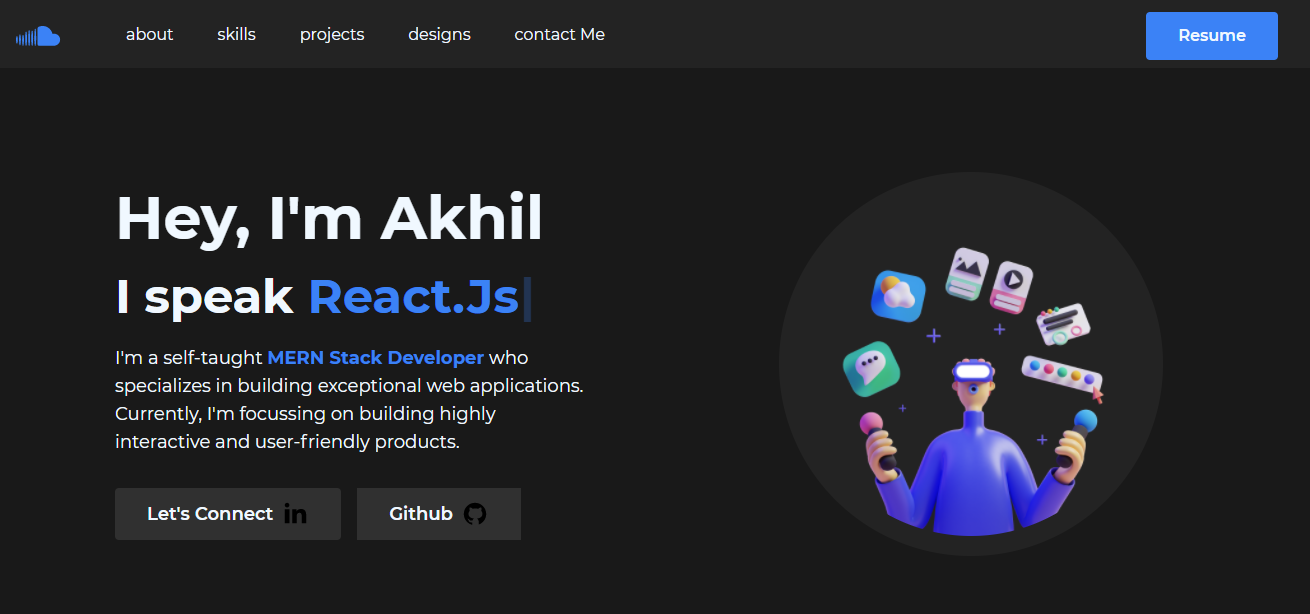 about skills projects designs contact Me Resume
Hey, I'm Akhil
I speak React.Js
I'm a self-taught MERN Stack Developer who
specializes in building exceptional web applications.
Currently, I'm focussing on building highly
interactive and user-friendly products.
Let's Connect in Github